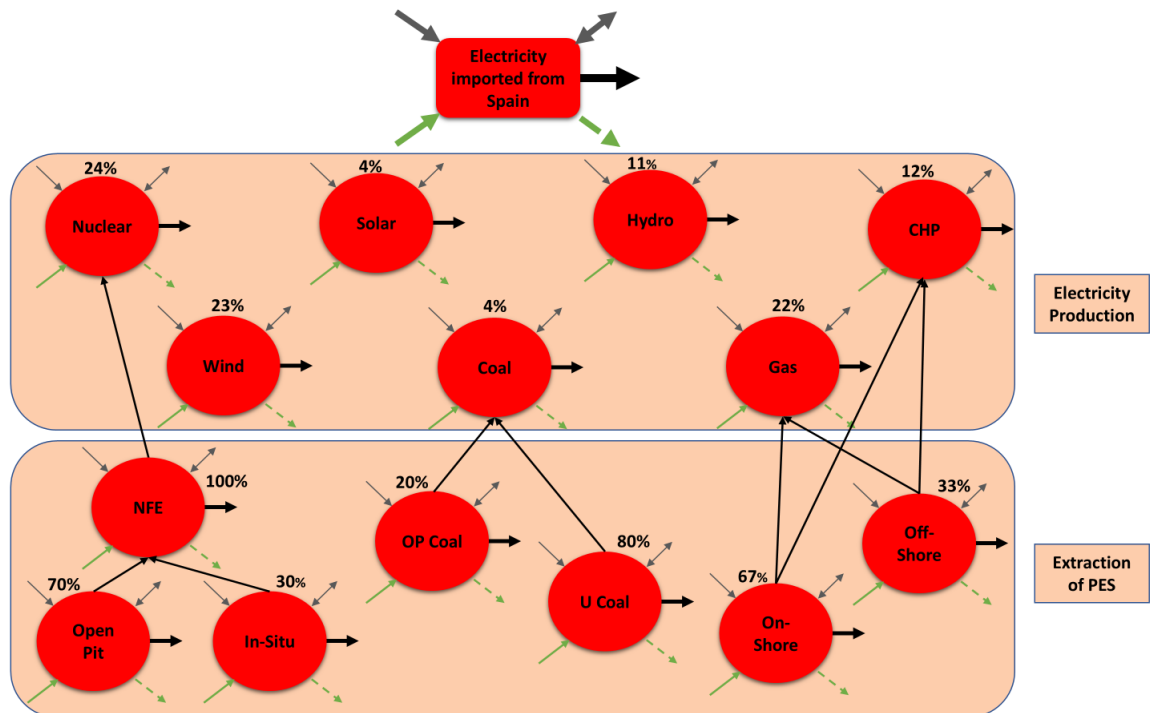 Electricity
imported from
Spain
24%
4%
11%
12%
Nuclear
Solar
Hydro
CHP
23%
4%
22%
Wind
Coal
Gas
Electricity
Production
NFE
100%
20%
OP Coal
80%
U Coal
33%
Off-
Shore
70%
Open
Pit
30%
In-Situ
67%
On-
Shore
Extraction
of PES